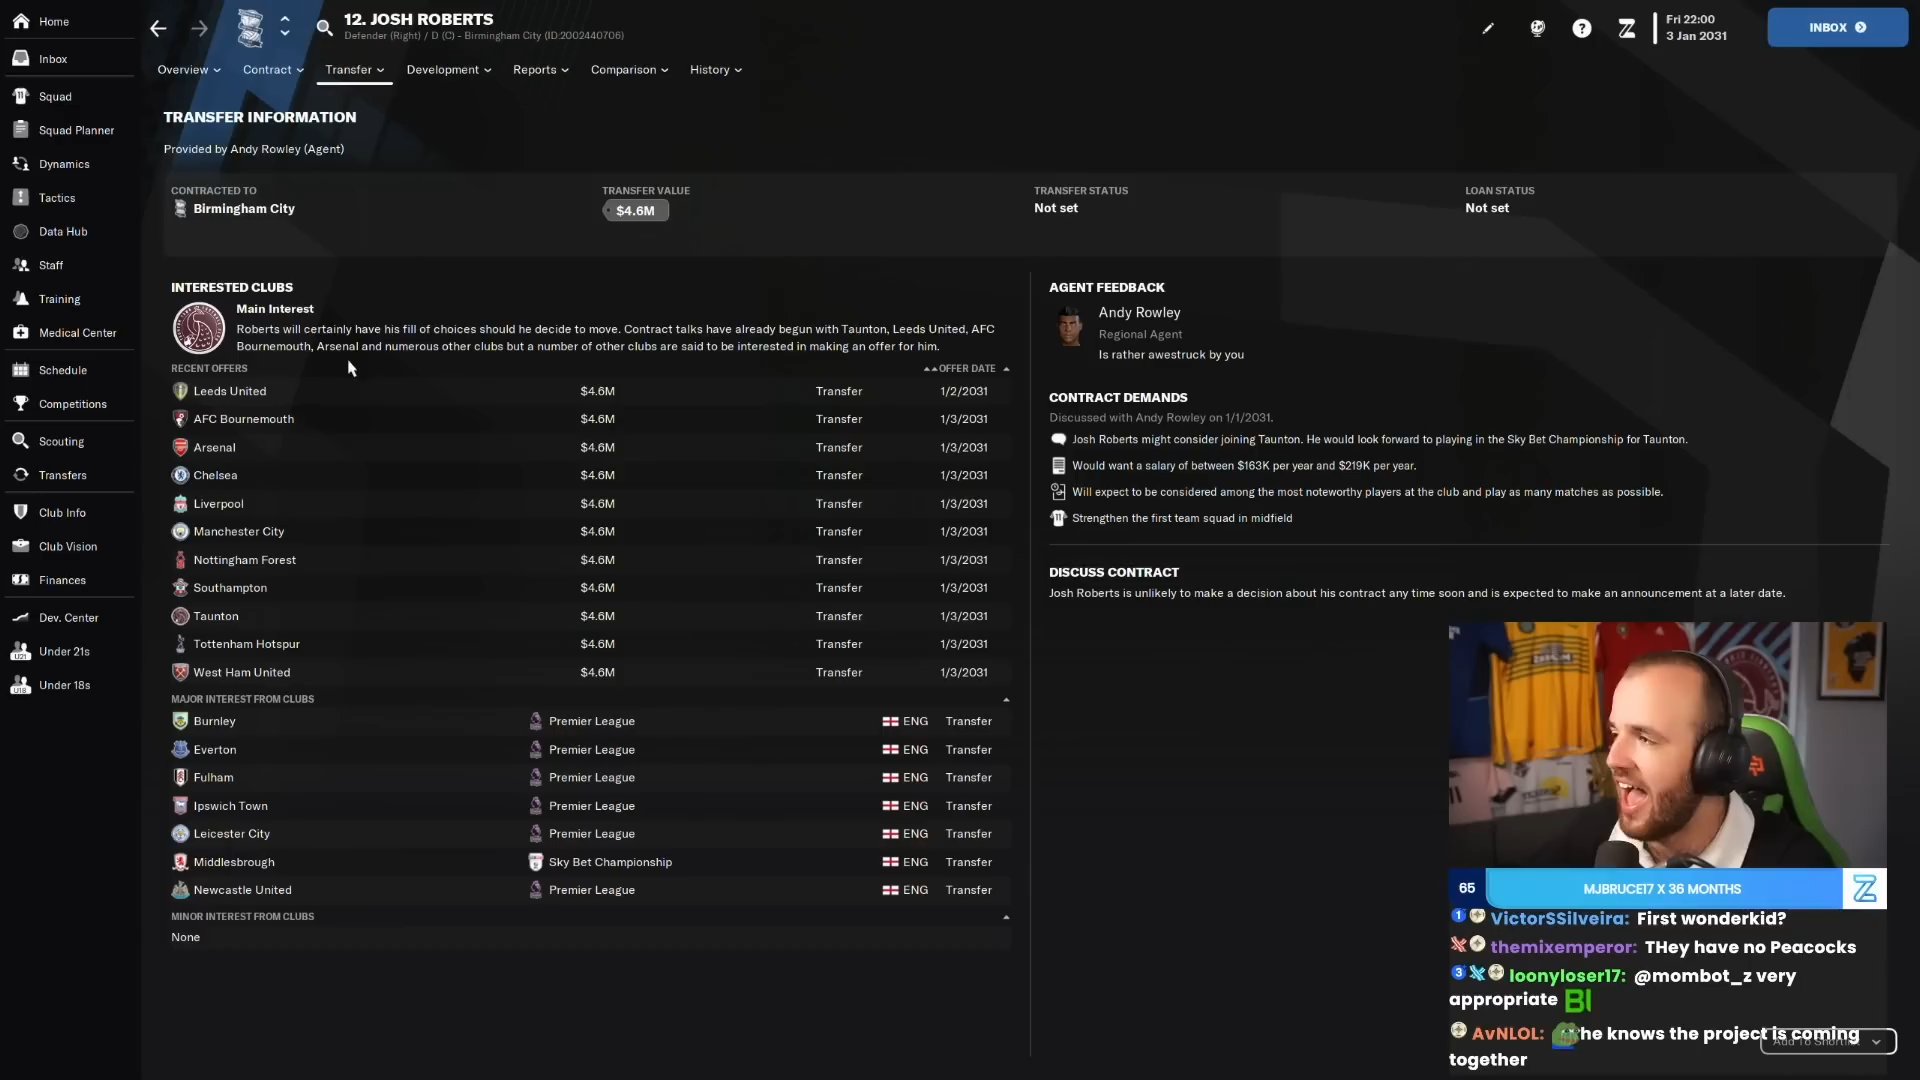 Home
Inbox
Squad
Squad Planner
Dynamics
Tactics
Data Hub
Staff
Training
Medical Center
Schedule
Competitions
Scouting
Transfers
Club Info
Club Vision
Finances
Dev. Center
Under 21s
Under 18s
12. JOSH ROBERTS
Defender (Right) / D (C) - Birmingham City (ID:2002440706)
Fri 22:00
3 Jan 2031
INBOX
Overview Contract Transfer Development Reports Comparison History
TRANSFER INFORMATION
Provided by Andy Rowley (Agent)
CONTRACTED TO TRANSFER VALUE TRANSFER STATUS LOAN STATUS
Birmingham City $4.6M Not set Not set
INTERESTED CLUBS
Main Interest
Roberts will certainly have his fill of choices should he decide to move. Contract talks have already begun with Taunton, Leeds United, AFC
Bournemouth, Arsenal and numerous other clubs but a number of other clubs are said to be interested in making an offer for him.
RECENT OFFERS OFFER DATE
Leeds United $4.6M Transfer 1/2/2031
AFC Bournemouth $4.6M Transfer 1/3/2031
Arsenal $4.6M Transfer 1/3/2031
Chelsea $4.6M Transfer 1/3/2031
Liverpool $4.6M Transfer 1/3/2031
Manchester City $4.6M Transfer 1/3/2031
Nottingham Forest $4.6M Transfer 1/3/2031
Southampton $4.6M Transfer 1/3/2031
Taunton $4.6M Transfer 1/3/2031
Tottenham Hotspur $4.6M Transfer 1/3/2031
West Ham United $4.6M Transfer 1/3/2031
MAJOR INTEREST FROM CLUBS
Burnley Premier League ENG Transfer
Everton Premier League ENG Transfer
Fulham Premier League ENG Transfer
Ipswich Town Premier League ENG Transfer
Leicester City Premier League ENG Transfer
Middlesbrough Sky Bet Championship ENG Transfer
Newcastle United Premier League ENG Transfer
MINOR INTEREST FROM CLUBS
None
AGENT FEEDBACK
Andy Rowley
Regional Agent
Is rather awestruck by you
CONTRACT DEMANDS
Discussed with Andy Rowley on 1/1/2031.
Josh Roberts might consider joining Taunton. He would look forward to playing in the Sky Bet Championship for Taunton.
Would want a salary of between $163K per year and $219K per year.
Will expect to be considered among the most noteworthy players at the club and play as many matches as possible.
Strengthen the first team squad in midfield
DISCUSS CONTRACT
Josh Roberts is unlikely to make a decision about his contract any time soon and is expected to make an announcement at a later date.
65 MJBRUCE17 X 36 MONTHS Z
VictorSSilveira: First wonderkid?
themixemperor: THey have no Peacocks
loonyloser17: @mombot_z very
appropriate
AvNLOL: he knows the project is coming
together